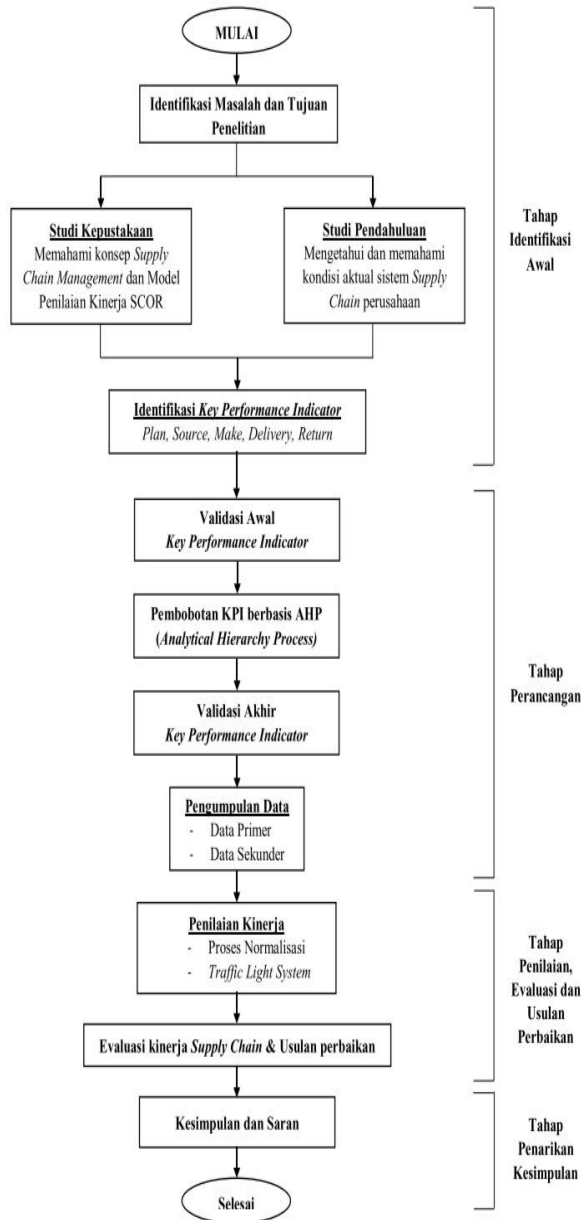 MULAI
Identifikasi Masalah dan Tujuan
Penelitian
Studi Kepustakaan
Memahami konsep Supply
Chain Management dan Model
Penilaian Kinerja SCOR
Studi Pendahuluan
Mengetahui dan memahami
kondisi aktual sistem Supply
Chain perusahaan
Tahap
Identifikasi
Awal
Identifikasi Key Performance Indicator
Plan, Source, Make, Delivery, Return
Validasi Awal
Key Performance Indicator
Pembobotan KPI berbasis AHP
(Analytical Hierarchy Process)
Validasi Akhir
Key Performance Indicator
Pengumpulan Data
- Data Primer
- Data Sekunder
Tahap
Perancangan
Penilaian Kinerja
- Proses Normalisasi
- Traffic Light System
Evaluasi kinerja Supply Chain & Usulan perbaikan
Tahap
Penilaian,
Evaluasi dan
Usulan
Perbaikan
Kesimpulan dan Saran
Selesai
Tahap
Penarikan
Kesimpulan